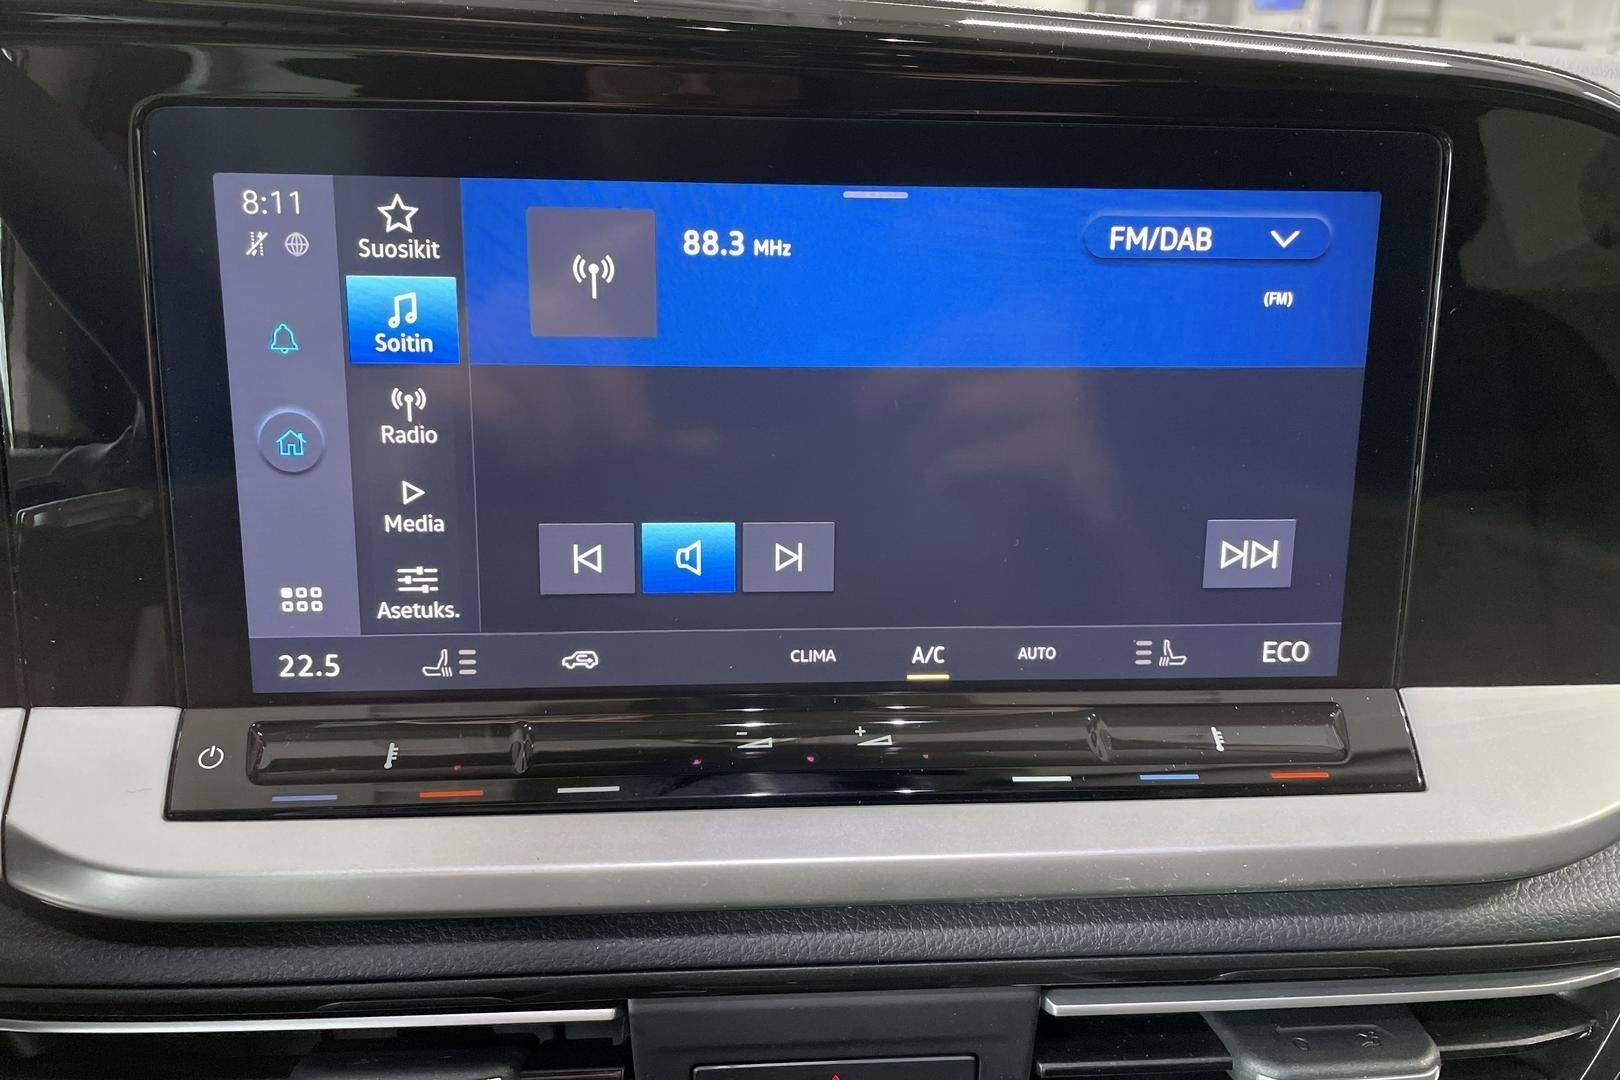 8:11
Suosikit
Soitin
Radio
Media
Asetuks.
88.3 MHz
FM/DAB
(FM)
22.5
CLIMA
A/C
AUTO
ECO